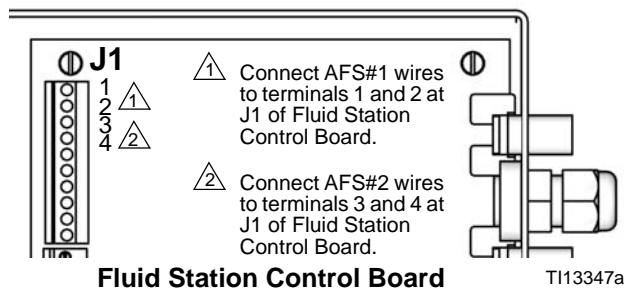 J1
1
2 1
3
4 2
1 Connect AFS#1 wires
to terminals 1 and 2 at
J1 of Fluid Station
Control Board.
2 Connect AFS#2 wires
to terminals 3 and 4 at
J1 of Fluid Station
Control Board.
Fluid Station Control Board
TI13347a